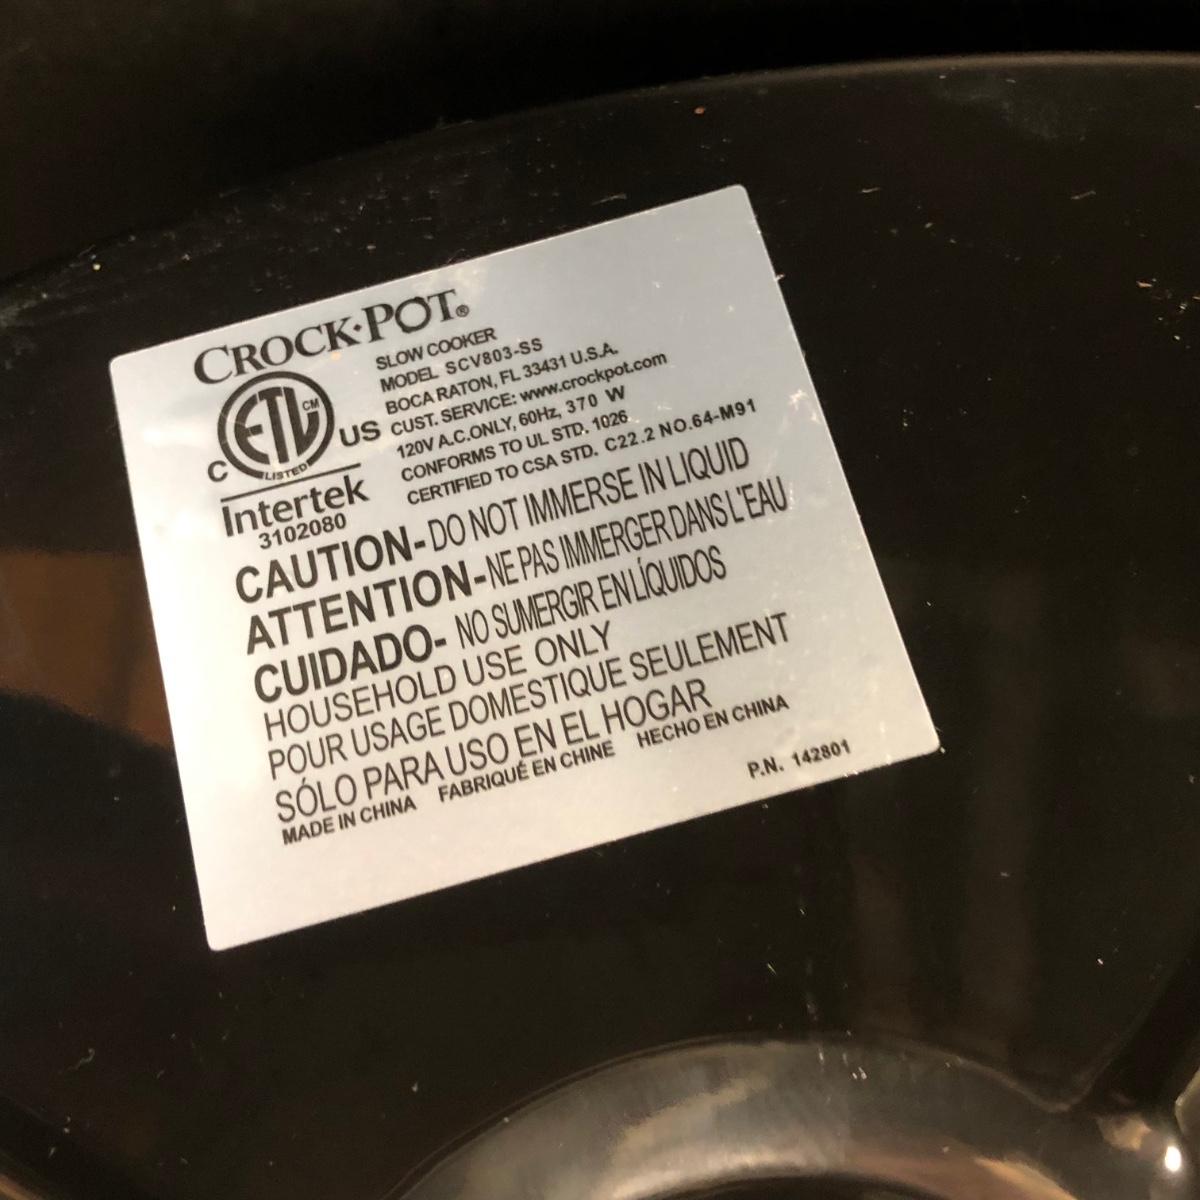 CROCK·POT®
SLOW COOKER
MODEL SCV803-SS
BOCA RATON, FL 33431 U.S.A.
CUST. SERVICE: www.crockpot.com
120V A.C.ONLY, 60Hz, 370 W
CONFORMS TO UL STD. 1026
CERTIFIED TO CSA STD. C22.2 NO.64-M91
ETL CM
C LISTED US
Intertek
3102080
CAUTION-DO NOT IMMERSE IN LIQUID
ATTENTION-NE PAS IMMERGER DANS L'EAU
CUIDADO- NO SUMERGIR EN LÍQUIDOS
HOUSEHOLD USE ONLY
POUR USAGE DOMESTIQUE SEULEMENT
SÓLO PARA USO EN EL HOGAR
MADE IN CHINA FABRIQUÉ EN CHINE HECHO EN CHINA
P.N. 142801